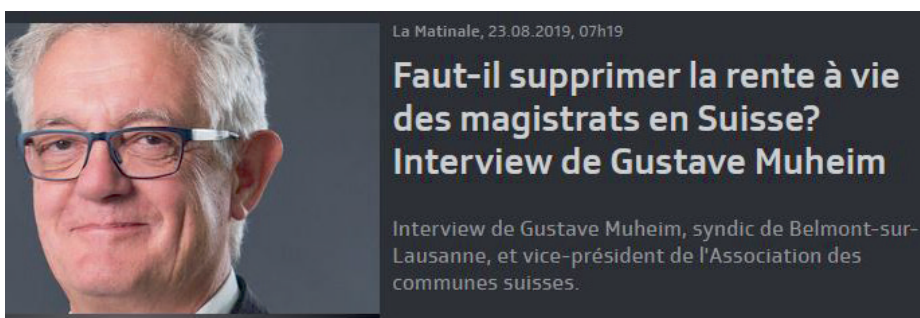 La Matinale, 23.08.2019, 07h19
Faut-il supprimer la rente à vie
des magistrats en Suisse?
Interview de Gustave Muheim
Interview de Gustave Muheim, syndic de Belmont-sur-
Lausanne, et vice-président de l'Association des
communes suisses.